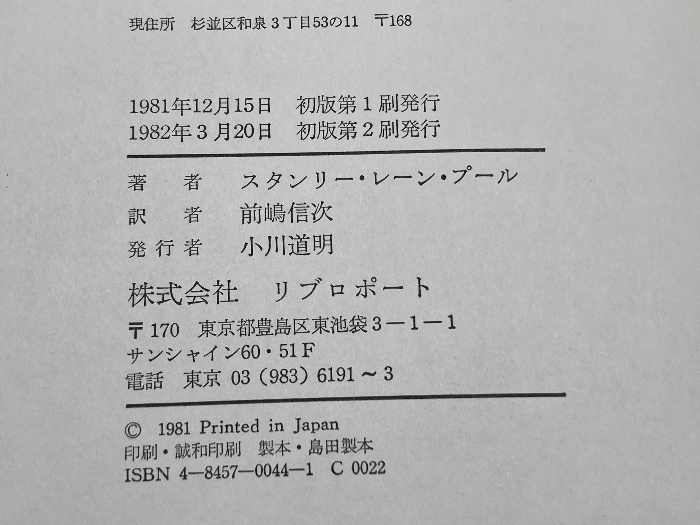 現住所　杉並区和泉3丁目53の11　〒168
1981年12月15日　初版第1刷発行
1982年3月20日　初版第2刷発行
著　者　スタンリー・レーン・プール
訳　者　前嶋信次
発行者　小川道明
株式会社　リブロポート
〒170　東京都豊島区東池袋3－1－1
サンシャイン60・51F
電話　東京 03 (983) 6191～3
© 1981 Printed in Japan
印刷・誠和印刷　製本・島田製本
ISBN 4—8457—0044—1　C 0022